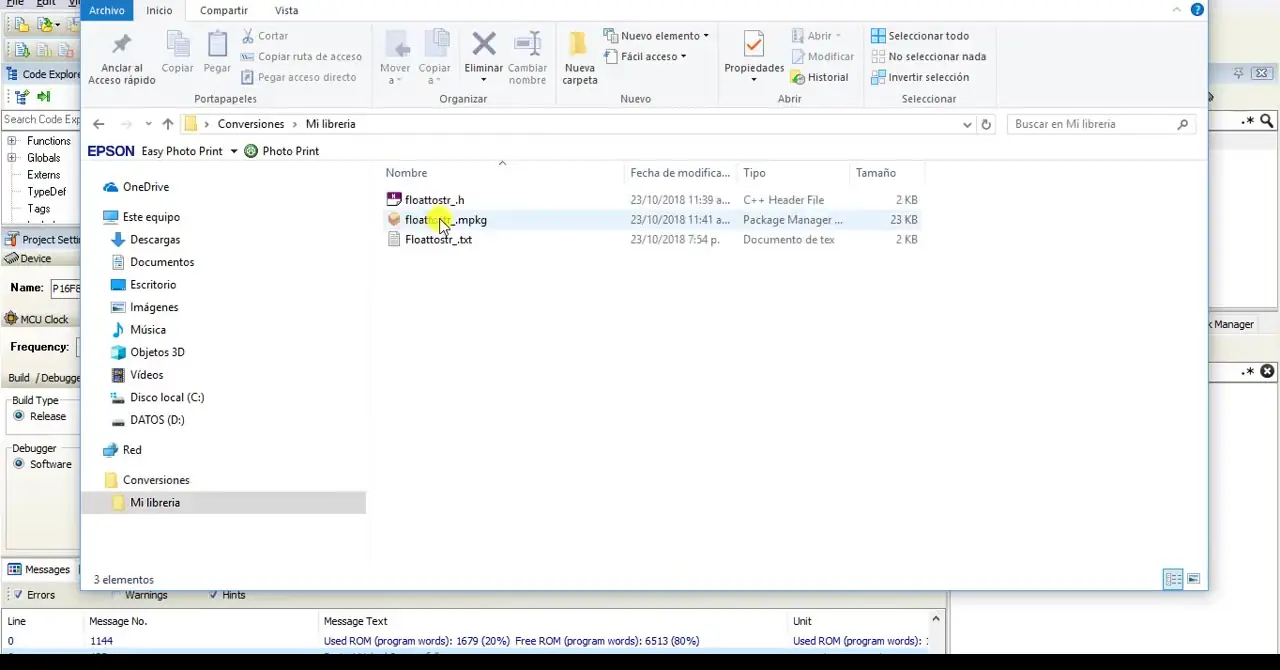 File Edit
Archivo Inicio Compartir Vista
Anclar al Acceso rápido
Copiar
Pegar
Cortar
Copiar ruta de acceso
Pegar acceso directo
Portapapeles
Mover a
Copiar a
Eliminar
Cambiar nombre
Organizar
Nueva carpeta
Nuevo elemento
Fácil acceso
Nuevo
Propiedades
Abrir
Modificar
Historial
Abrir
Seleccionar todo
No seleccionar nada
Invertir selección
Seleccionar
Conversiones > Mi libreria
Buscar en Mi libreria
EPSON Easy Photo Print Photo Print
Nombre Fecha de modifica... Tipo Tamaño
floattostr_.h 23/10/2018 11:39 a... C++ Header File 2 KB
floattostr_.mpkg 23/10/2018 11:41 a... Package Manager ... 23 KB
Floattostr_.txt 23/10/2018 7:54 p. Documento de tex 2 KB
OneDrive
Este equipo
Descargas
Documentos
Escritorio
Imágenes
Música
Objetos 3D
Vídeos
Disco local (C:)
DATOS (D:)
Red
Conversiones
Mi libreria
3 elementos
Code Explore
Search Code Exp
Functions
Globals
Externs
TypeDef
Tags
Project Setti
Device
Name: P16F8
MCU Clock
Frequency:
Build / Debugge
Build Type
Release
Debugger
Software
k Manager
Messages
Errors Warnings Hints
Line Message No. Message Text Unit
0 1144 Used ROM (program words): 1679 (20%) Free ROM (program words): 6513 (80%) Used ROM (program words):